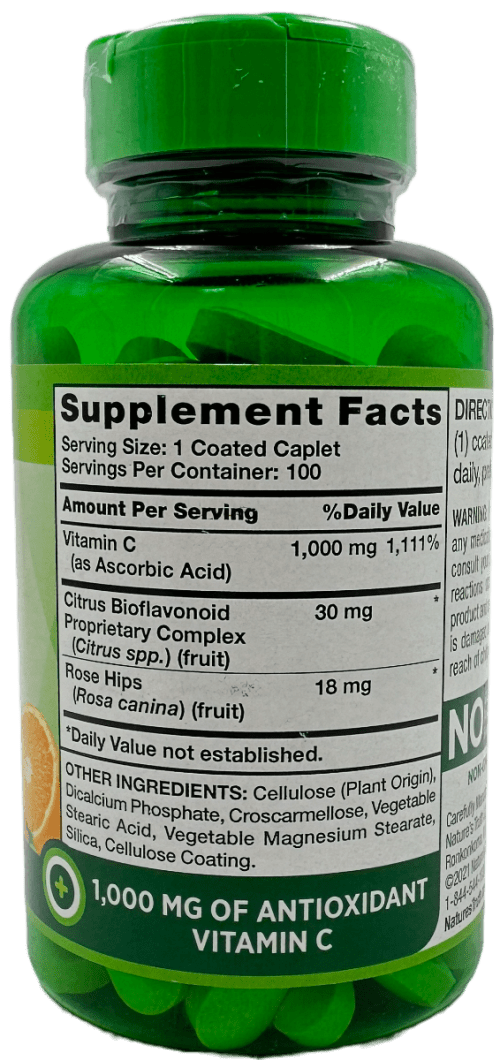 Supplement Facts
Serving Size: 1 Coated Caplet
Servings Per Container: 100
Amount Per Serving %Daily Value
Vitamin C 1,000 mg 1,111%
(as Ascorbic Acid)
Citrus Bioflavonoid 30 mg *
Proprietary Complex
(Citrus spp.) (fruit)
Rose Hips 18 mg *
(Rosa canina) (fruit)
*Daily Value not established.
OTHER INGREDIENTS: Cellulose (Plant Origin),
Dicalcium Phosphate, Croscarmellose, Vegetable
Stearic Acid, Vegetable Magnesium Stearate,
Silica, Cellulose Coating.
1,000 MG OF ANTIOXIDANT
VITAMIN C
(1)
daily,
WARNING:
any
consult
reactions
product
is
reach of
NO
Carefully
Nature's
©2021